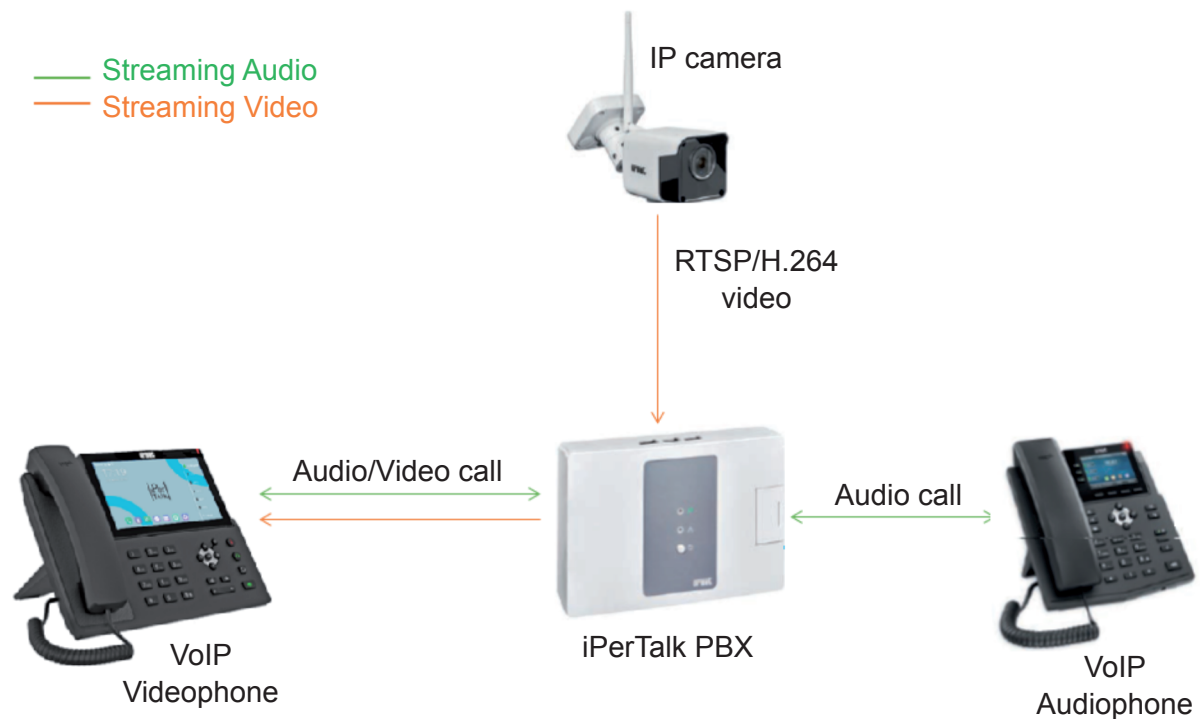 Streaming Audio
Streaming Video
IP camera
RTSP/H.264
video
Audio/Video call
Audio call
iPerTalk PBX
VoIP
Videophone
VoIP
Audiophone